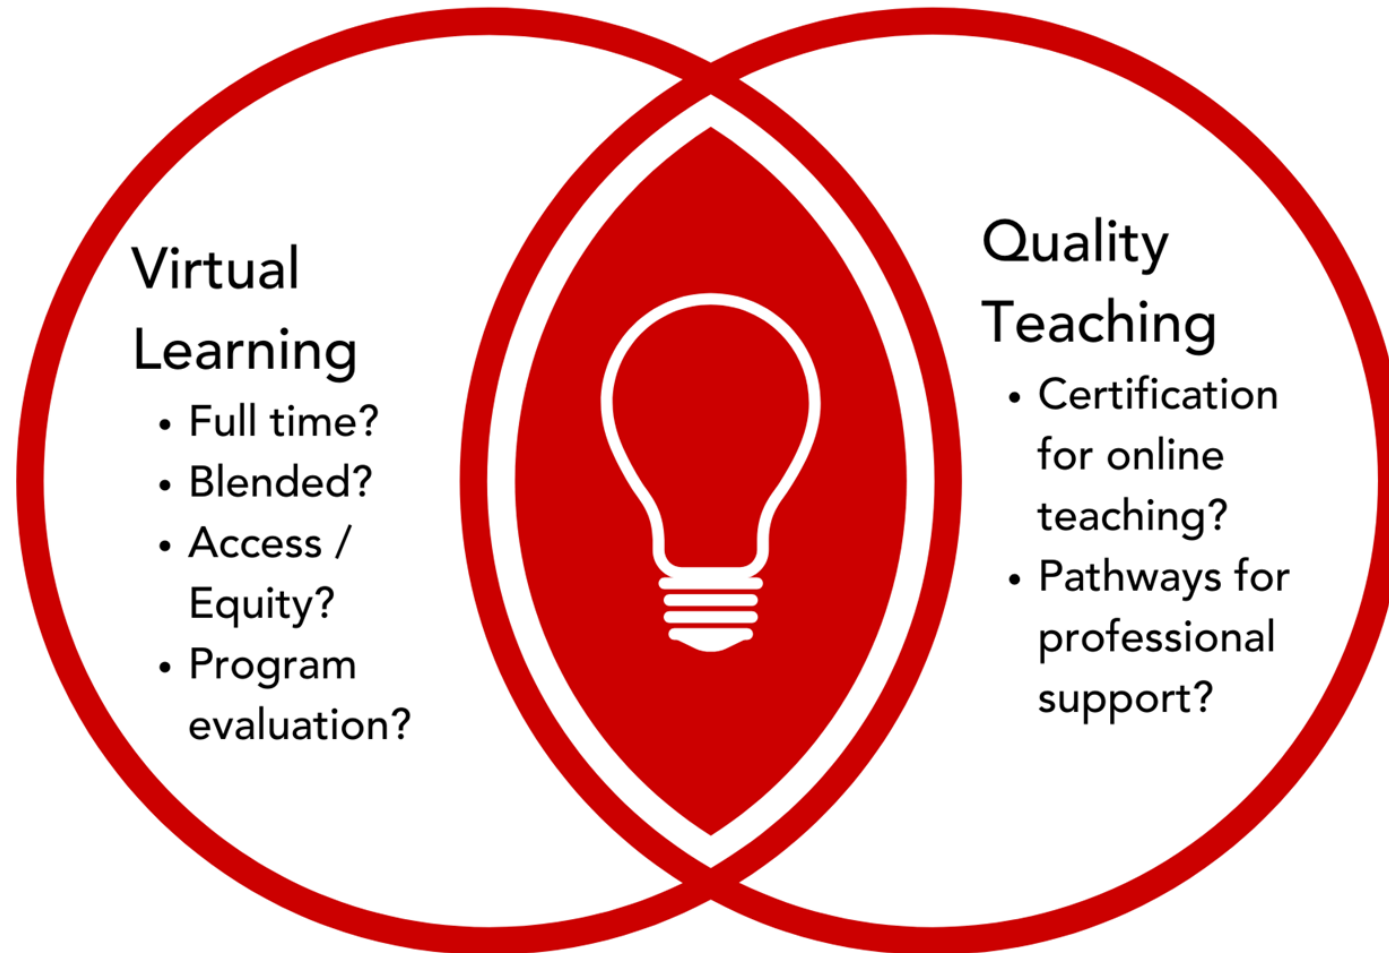 Virtual
Learning
• Full time?
• Blended?
• Access /
Equity?
• Program
evaluation?
Quality
Teaching
• Certification
for online
teaching?
• Pathways for
professional
support?